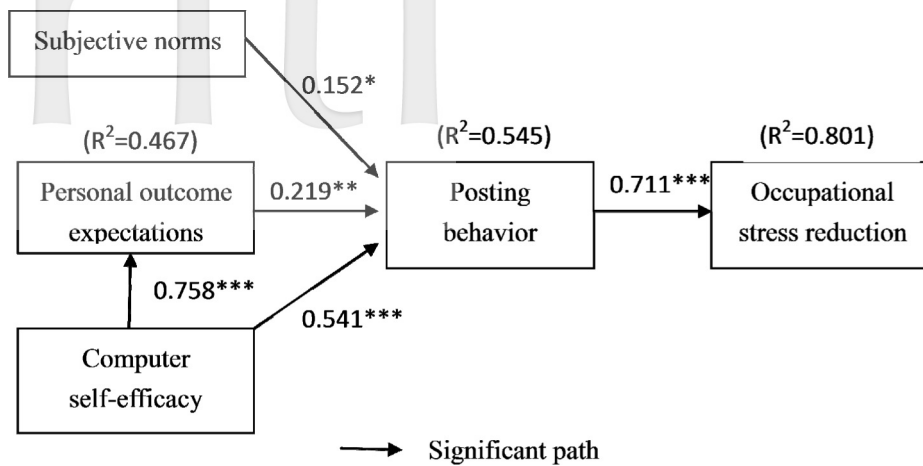 Subjective norms
0.152*
(R²=0.467)
(R²=0.545)
(R²=0.801)
Personal outcome
expectations
0.219**
Posting
behavior
0.711***
Occupational
stress reduction
0.758***
0.541***
Computer
self-efficacy
Significant path